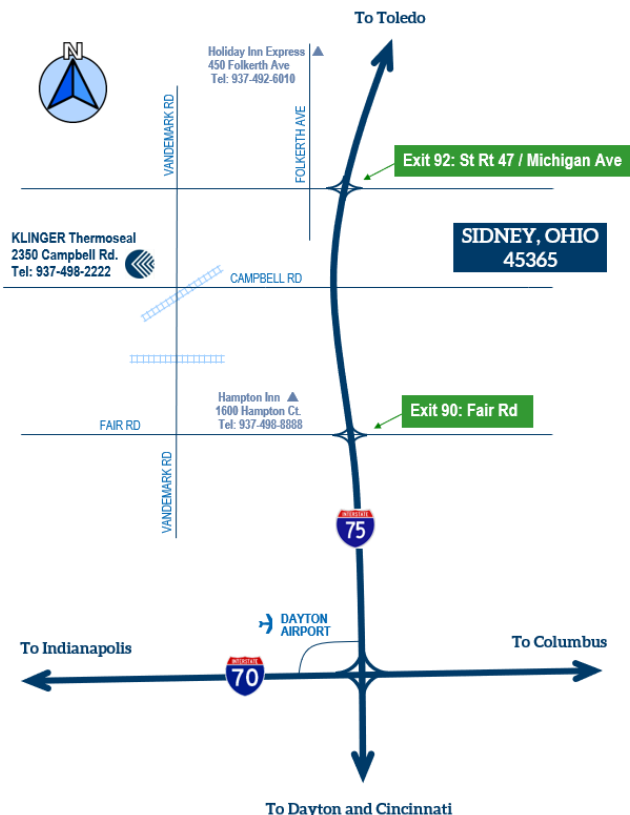 To Toledo
N
Holiday Inn Express
450 Folkerth Ave
Tel: 937-492-6010
VANDEMARK RD
FOLKERTH AVE
Exit 92: St Rt 47 / Michigan Ave
KLINGER Thermoseal
2350 Campbell Rd.
Tel: 937-498-2222
SIDNEY, OHIO
45365
CAMPBELL RD
Hampton Inn
1600 Hampton Ct.
Tel: 937-498-8888
Exit 90: Fair Rd
FAIR RD
VANDEMARK RD
INTERSTATE
75
DAYTON
AIRPORT
To Indianapolis
To Columbus
INTERSTATE
70
To Dayton and Cincinnati